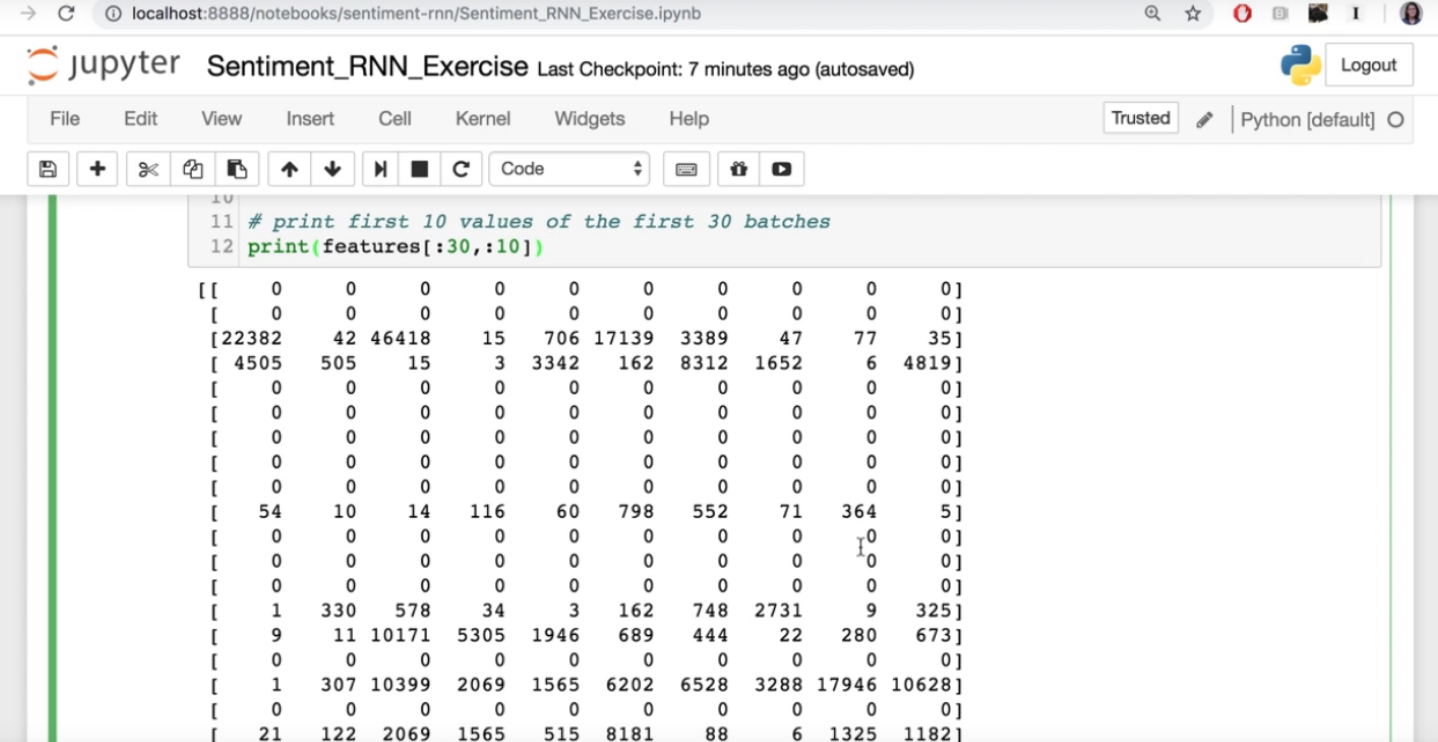 localhost:8888/notebooks/sentiment-rnn/Sentiment_RNN_Exercise.ipynb
jupyter Sentiment_RNN_Exercise Last Checkpoint: 7 minutes ago (autosaved) Logout
File Edit View Insert Cell Kernel Widgets Help Trusted Python [default]
Code
10
11 # print first 10 values of the first 30 batches
12 print(features[:30,:10])
[[ 0 0 0 0 0 0 0 0 0 0]
[ 0 0 0 0 0 0 0 0 0 0]
[22382 42 46418 15 706 17139 3389 47 77 35]
[ 4505 505 15 3 3342 162 8312 1652 6 4819]
[ 0 0 0 0 0 0 0 0 0 0]
[ 0 0 0 0 0 0 0 0 0 0]
[ 0 0 0 0 0 0 0 0 0 0]
[ 0 0 0 0 0 0 0 0 0 0]
[ 0 0 0 0 0 0 0 0 0 0]
[ 54 10 14 116 60 798 552 71 364 5]
[ 0 0 0 0 0 0 0 0 0 0]
[ 0 0 0 0 0 0 0 0 0 0]
[ 0 0 0 0 0 0 0 0 0 0]
[ 1 330 578 34 3 162 748 2731 9 325]
[ 9 11 10171 5305 1946 689 444 22 280 673]
[ 0 0 0 0 0 0 0 0 0 0]
[ 1 307 10399 2069 1565 6202 6528 3288 17946 10628]
[ 0 0 0 0 0 0 0 0 0 0]
[ 21 122 2069 1565 515 8181 88 6 1325 1182]